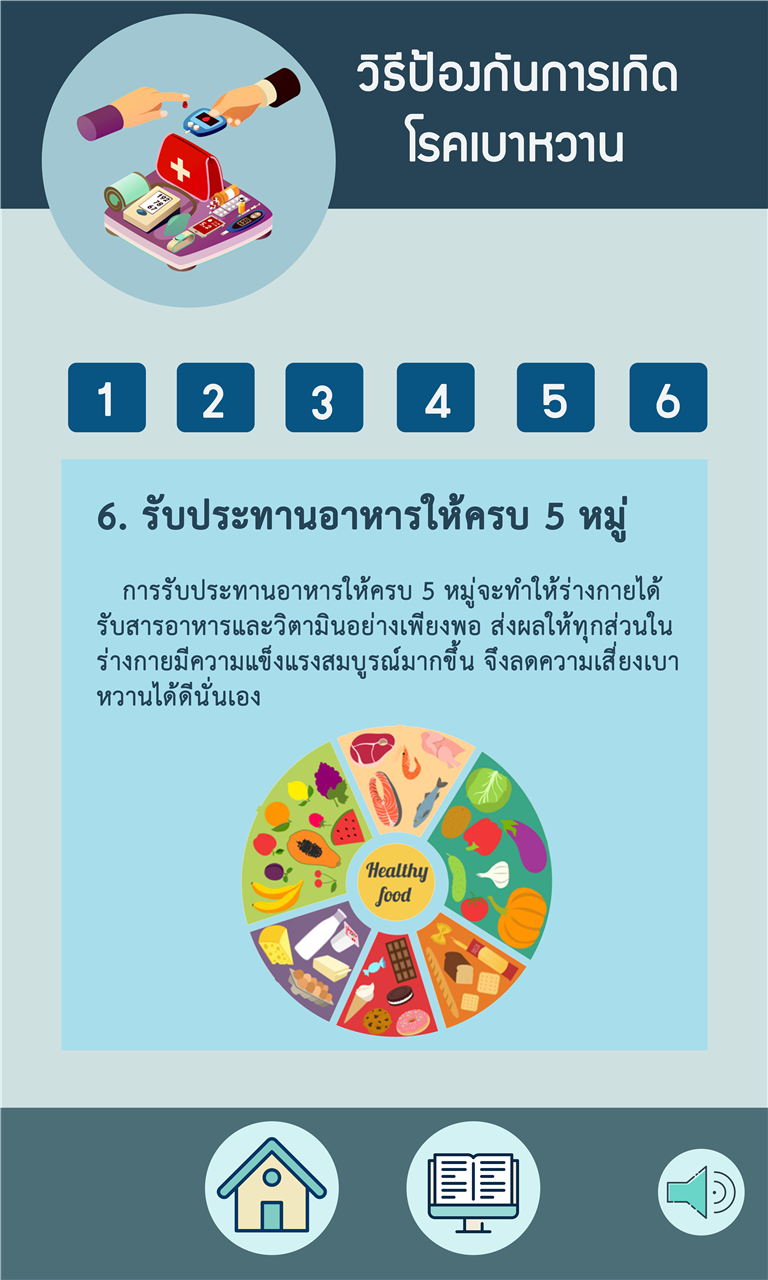 วิธีป้องกันการเกิด
โรคเบาหวาน
1 2 3 4 5 6
6. รับประทานอาหารให้ครบ 5 หมู่
การรับประทานอาหารให้ครบ 5 หมู่จะทำให้ร่างกายได้
รับสารอาหารและวิตามินอย่างเพียงพอ ส่งผลให้ทุกส่วนใน
ร่างกายมีความแข็งแรงสมบูรณ์มากขึ้น จึงลดความเสี่ยงเบา
หวานได้ดีนั่นเอง
Healthy
food